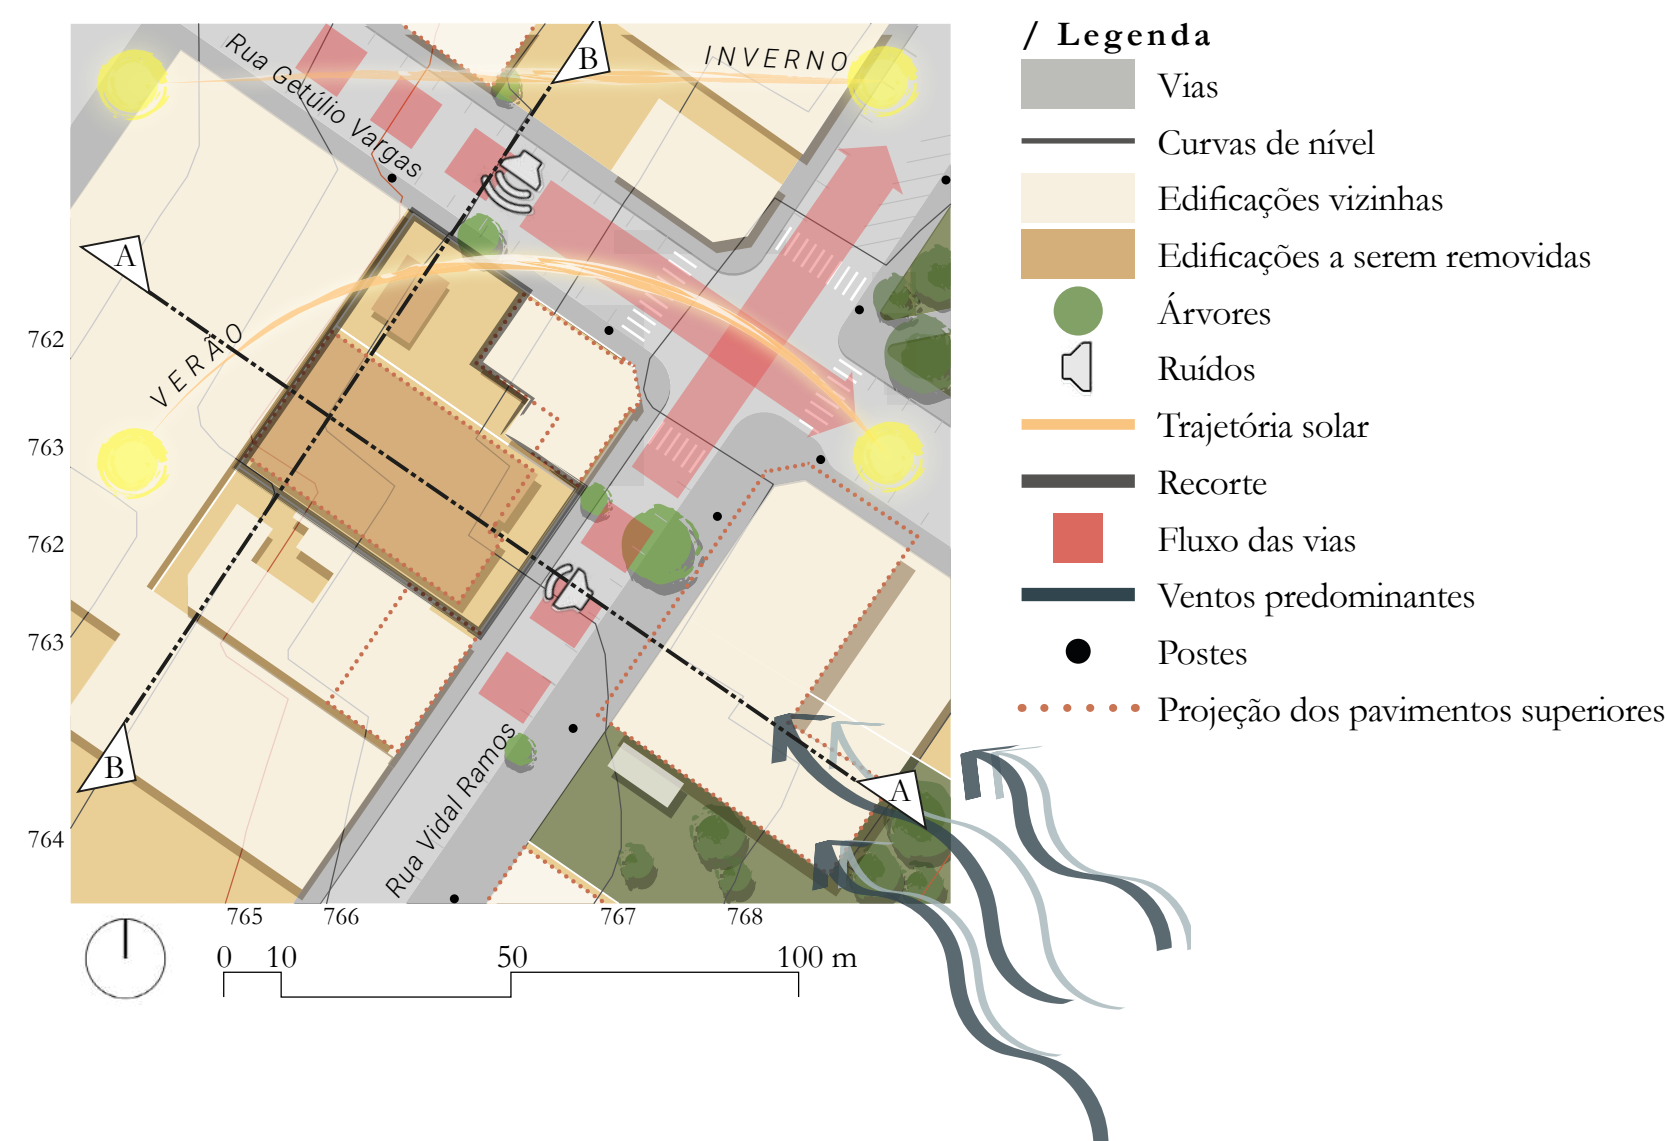 Rua Getúlio Vargas
B
INVERNO
A
VERÃO
762
763
762
763
764
B
A
Rua Vidal Ramos
765
766
767
768
0
10
50
100 m
/ Legenda
Vias
Curvas de nível
Edificações vizinhas
Edificações a serem removidas
Árvores
Ruídos
Trajetória solar
Recorte
Fluxo das vias
Ventos predominantes
Postes
Projeção dos pavimentos superiores